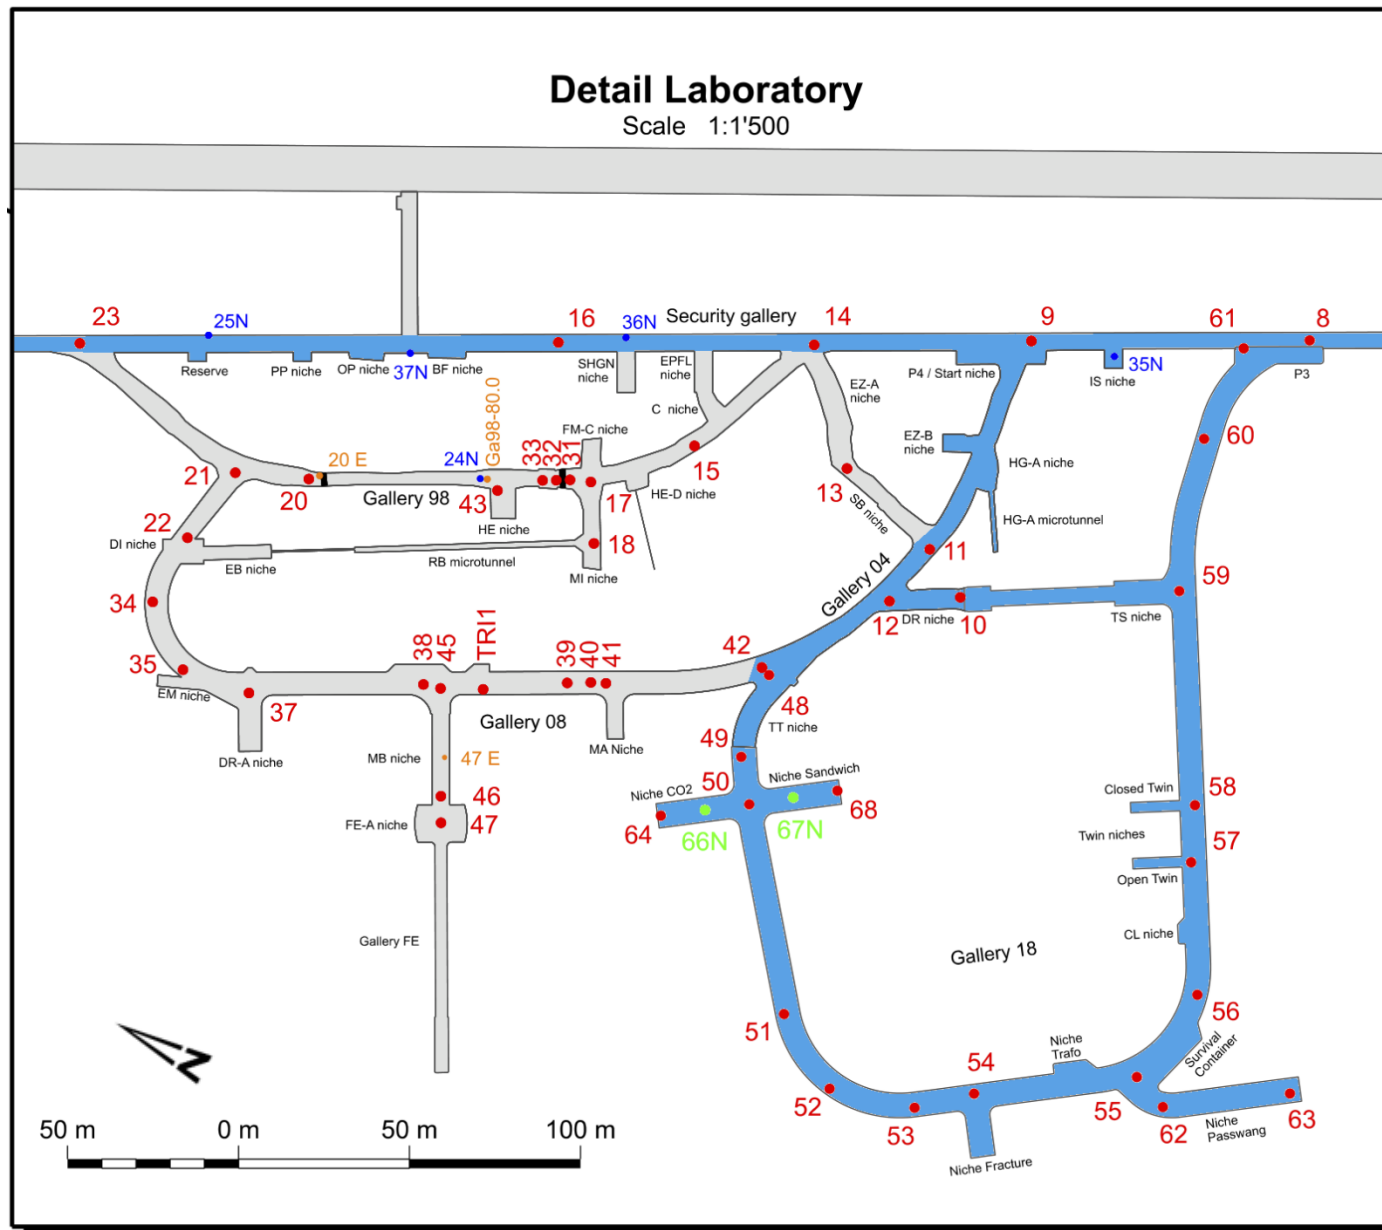 Detail Laboratory
Scale 1:1'500
23
25N
16
36N
Security gallery
14
9
61
8
Reserve
PP niche
OP niche
37N
BF niche
SHGN
niche
EPFL
niche
EZ-A
niche
P4 / Start niche
IS niche
35N
P3
C niche
FM-C niche
EZ-B
niche
60
21
20 E
24N
Ga98-80.0
33
32
31
15
HG-A niche
20
Gallery 98
43
17
HE-D niche
13
SB niche
HE niche
HG-A microtunnel
22
DI niche
18
11
EB niche
RB microtunnel
MI niche
Gallery 04
59
34
12
DR niche
10
TS niche
38
45
TRI1
39
40
41
42
35
EM niche
37
Gallery 08
48
TT niche
DR-A niche
MB niche
47 E
MA Niche
49
50
Niche Sandwich
Niche CO2
46
Closed Twin
58
FE-A niche
47
64
66N
67N
68
Twin niches
57
Open Twin
Gallery FE
CL niche
Gallery 18
56
51
N
54
Niche
Trafo
Survival
Container
52
53
55
62
Niche
Passwang
63
50 m
0 m
50 m
100 m
Niche Fracture